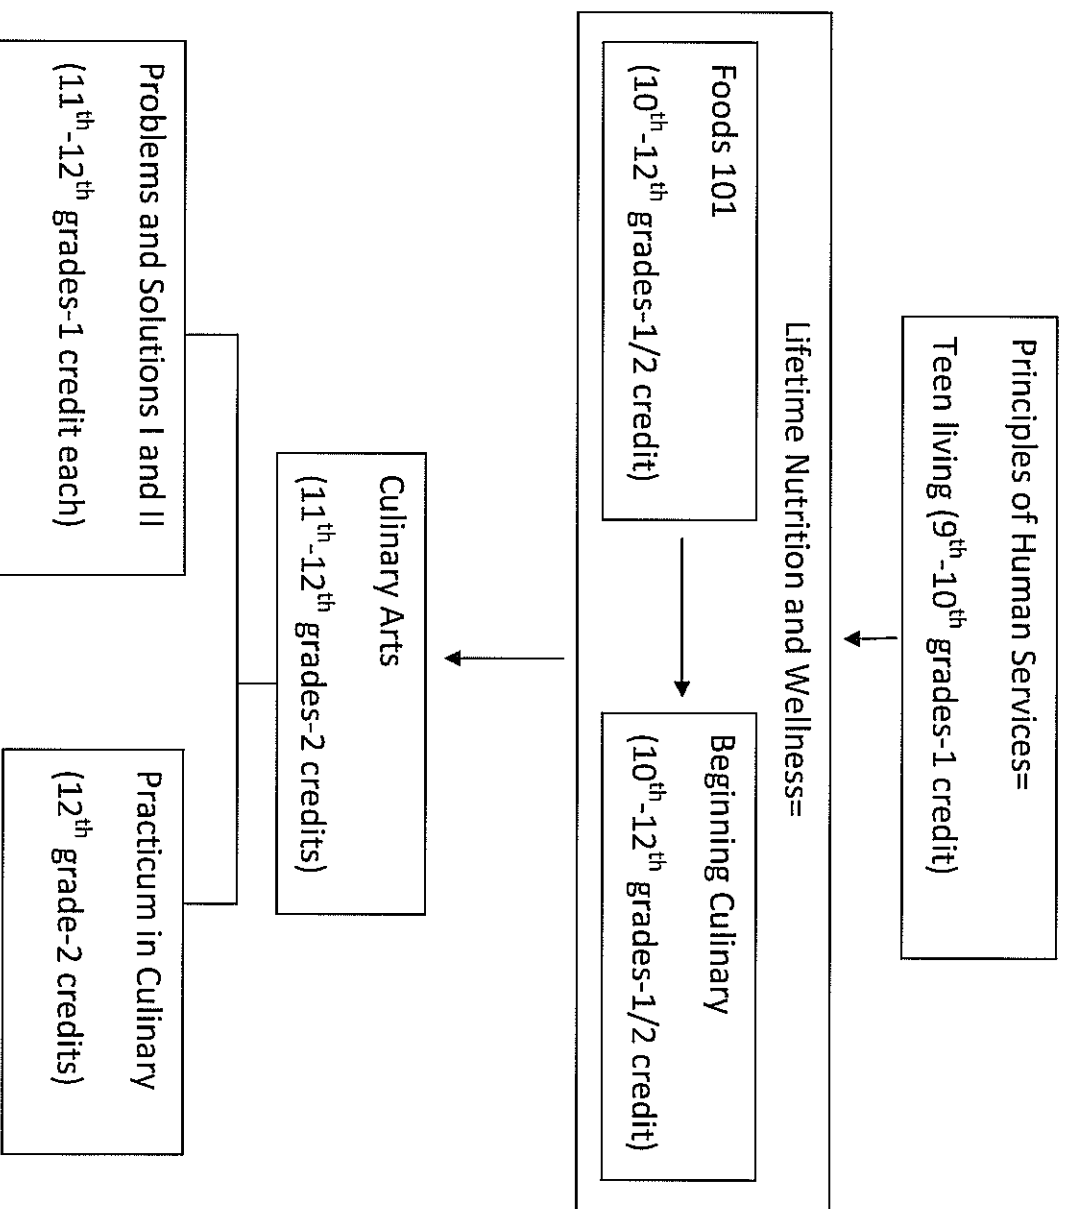 Principles of Human Services=
Teen living (9th-10th grades-1 credit)
Lifetime Nutrition and Wellness=
Foods 101
(10th-12th grades-1/2 credit)
Beginning Culinary
(10th-12th grades-1/2 credit)
Culinary Arts
(11th-12th grades-2 credits)
Problems and Solutions I and II
(11th-12th grades-1 credit each)
Practicum in Culinary
(12th grade-2 credits)